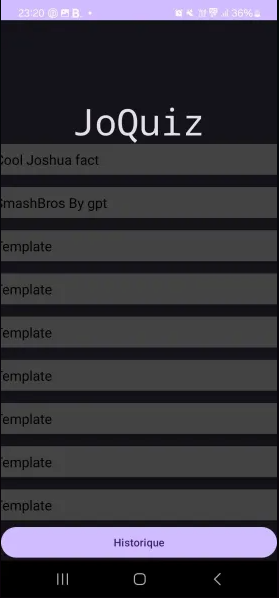 23:20
36%
JoQuiz
Cool Joshua fact
SmashBros By gpt
Template
Template
Template
Template
Template
Template
Template
Historique